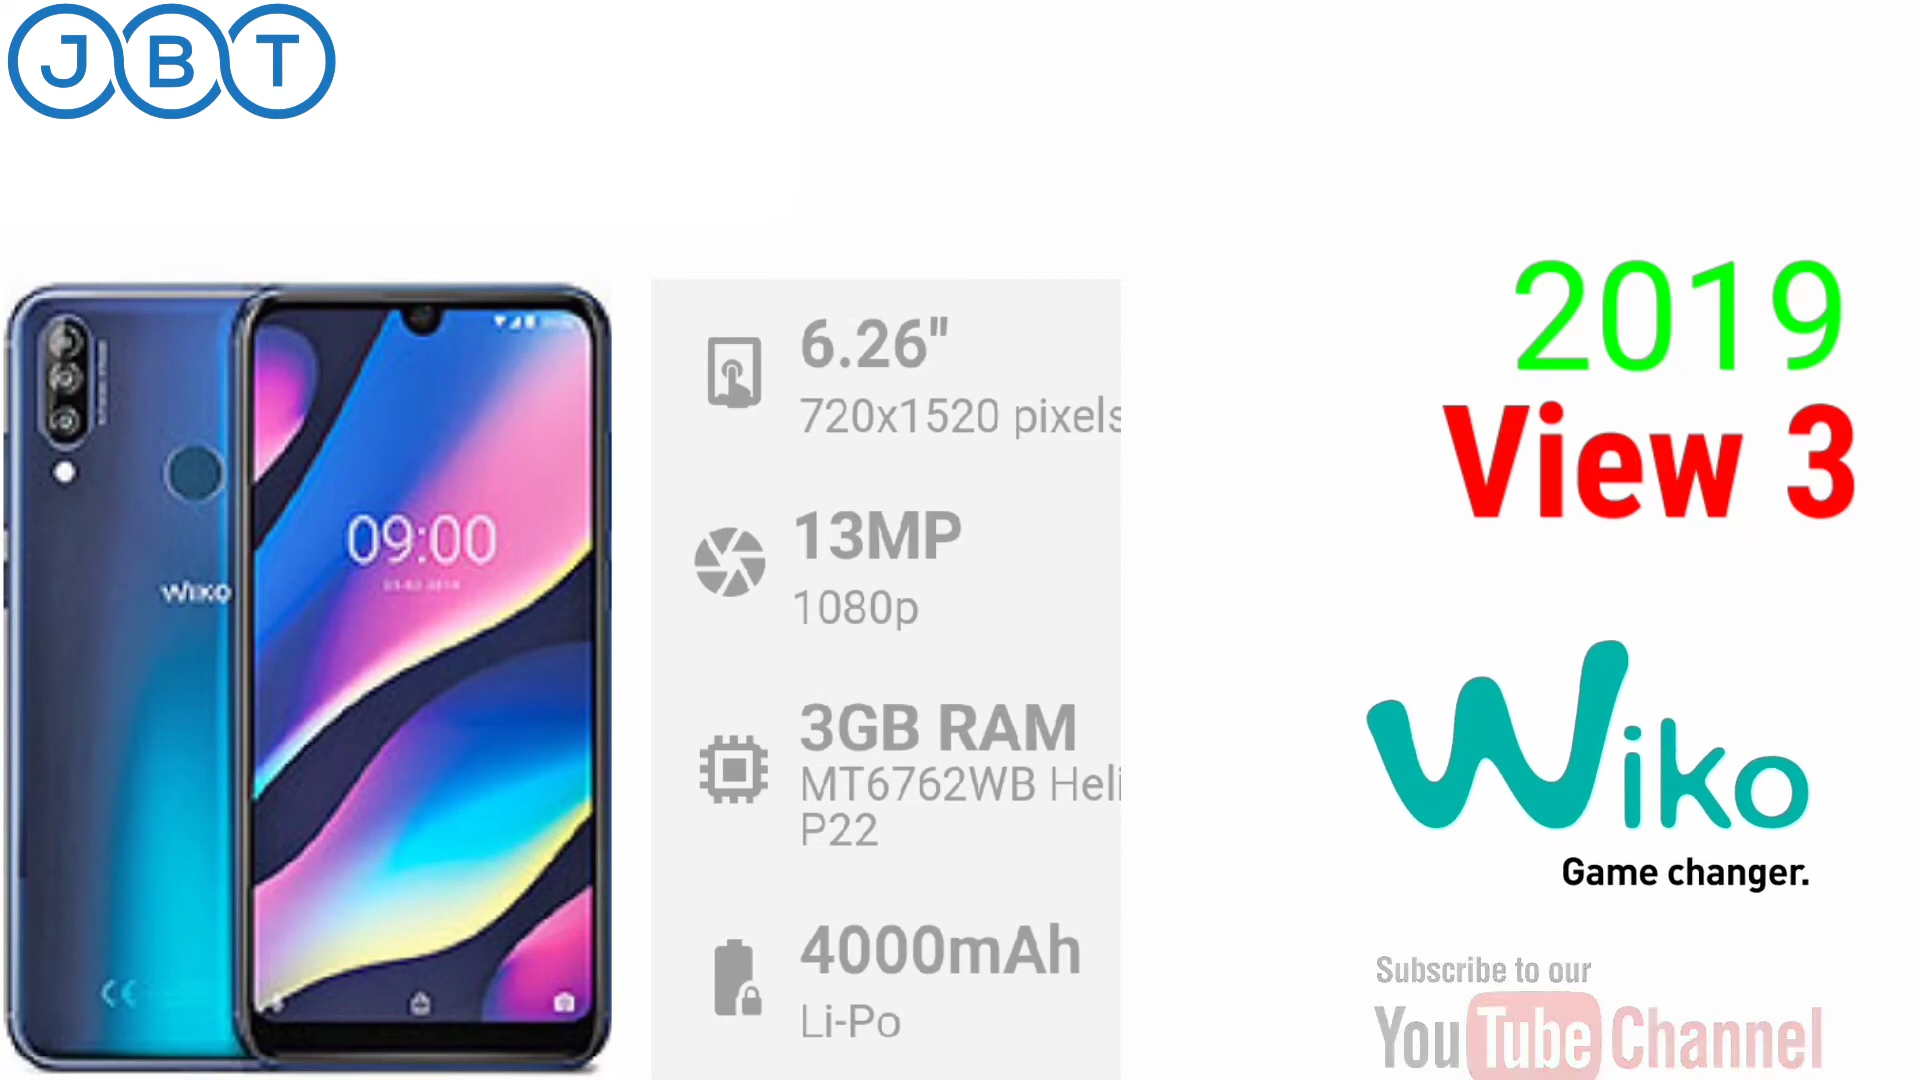 JBT
2019
View 3
WIKO
09:00
6.26"
720x1520 pixels
13MP
1080p
3GB RAM
MT6762WB Heli
P22
4000mAh
Li-Po
Wiko
Game changer.
Subscribe to our
YouTube Channel
CE